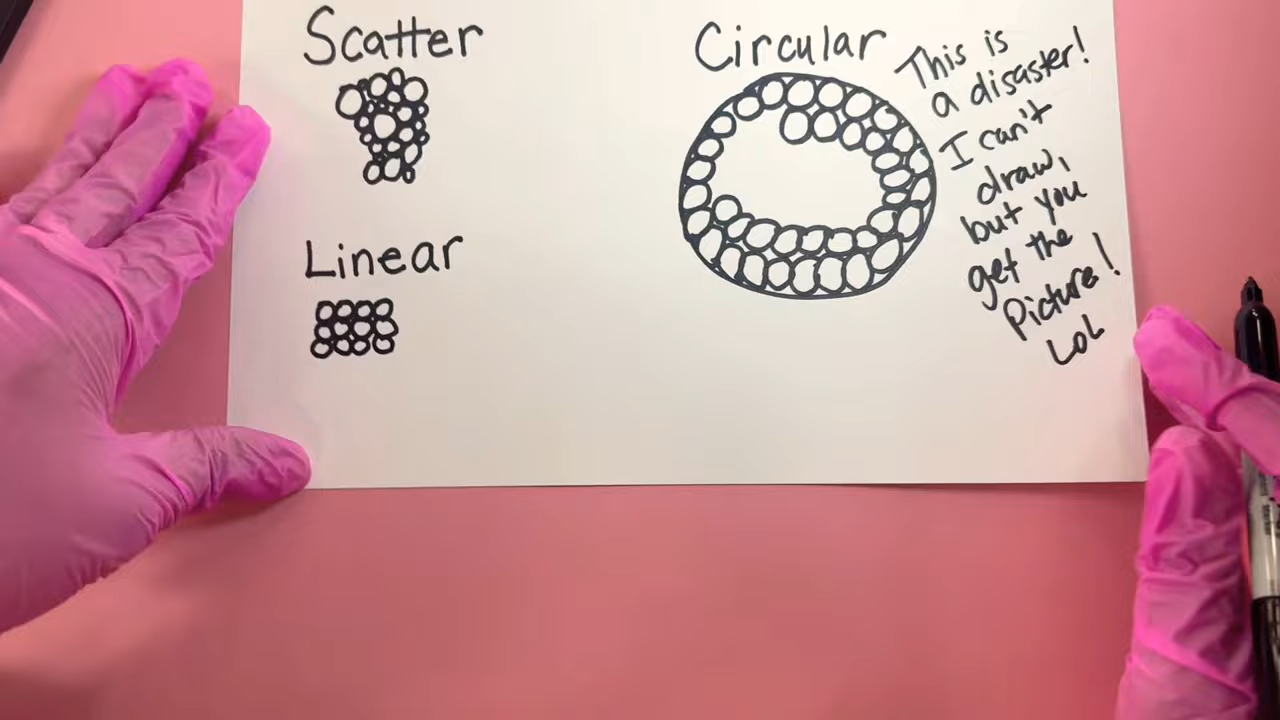 Scatter
Linear
Circular
This is
a disaster!
I can't
draw,
but you
get the
Picture!
LOL